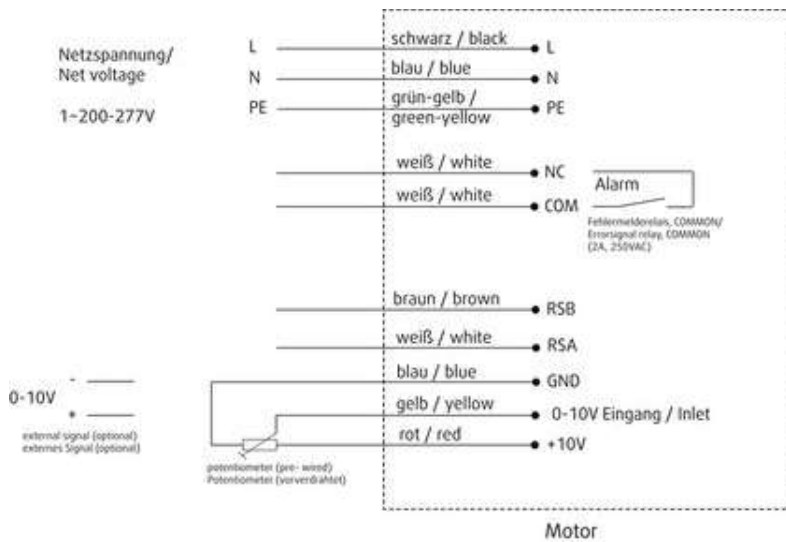 Netzspannung/
Net voltage
1~200-277V
L
schwarz / black
L
N
blau / blue
N
PE
grün-gelb /
green-yellow
PE
weiß / white
NC
Alarm
weiß / white
COM
Fehlermelderelais, COMMON/
Errorsignal relay, COMMON
(2A, 250VAC)
braun / brown
RSB
weiß / white
RSA
blau / blue
GND
0-10V
-
+
external signal (optional)
externes Signal (optional)
gelb / yellow
0-10V Eingang / Inlet
rot / red
+10V
potentiometer (pre- wired)
Potentiometer (vorverdrahtet)
Motor